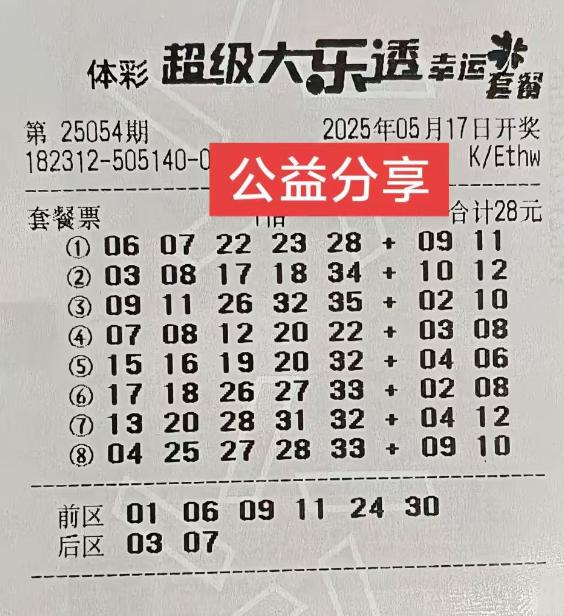 体彩 超级大乐透 幸运套餐
第 25054期 2025年05月17日开奖
182312-505140-0 K/Ethw
公益分享
套餐票 1倍 合计28元
① 06 07 22 23 28 + 09 11
② 03 08 17 18 34 + 10 12
③ 09 11 26 32 35 + 02 10
④ 07 08 12 20 22 + 03 08
⑤ 15 16 19 20 32 + 04 06
⑥ 17 18 26 27 33 + 02 08
⑦ 13 20 28 31 32 + 04 12
⑧ 04 25 27 28 33 + 09 10
前区 01 06 09 11 24 30
后区 03 07